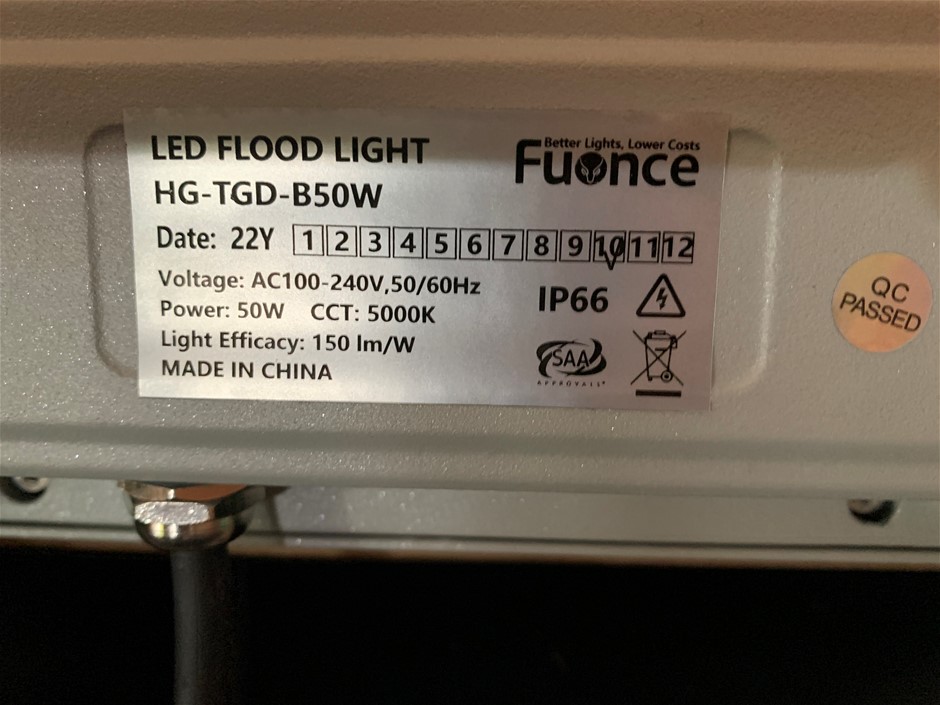 LED FLOOD LIGHT
Better Lights, Lower Costs
Fuonce
HG-TGD-B50W
Date: 22Y 1 2 3 4 5 6 7 8 9 10 11 12
Voltage: AC100-240V,50/60Hz
Power: 50W CCT: 5000K
Light Efficacy: 150 lm/W
MADE IN CHINA
IP66
SAA
APPROVALS
QC
PASSED